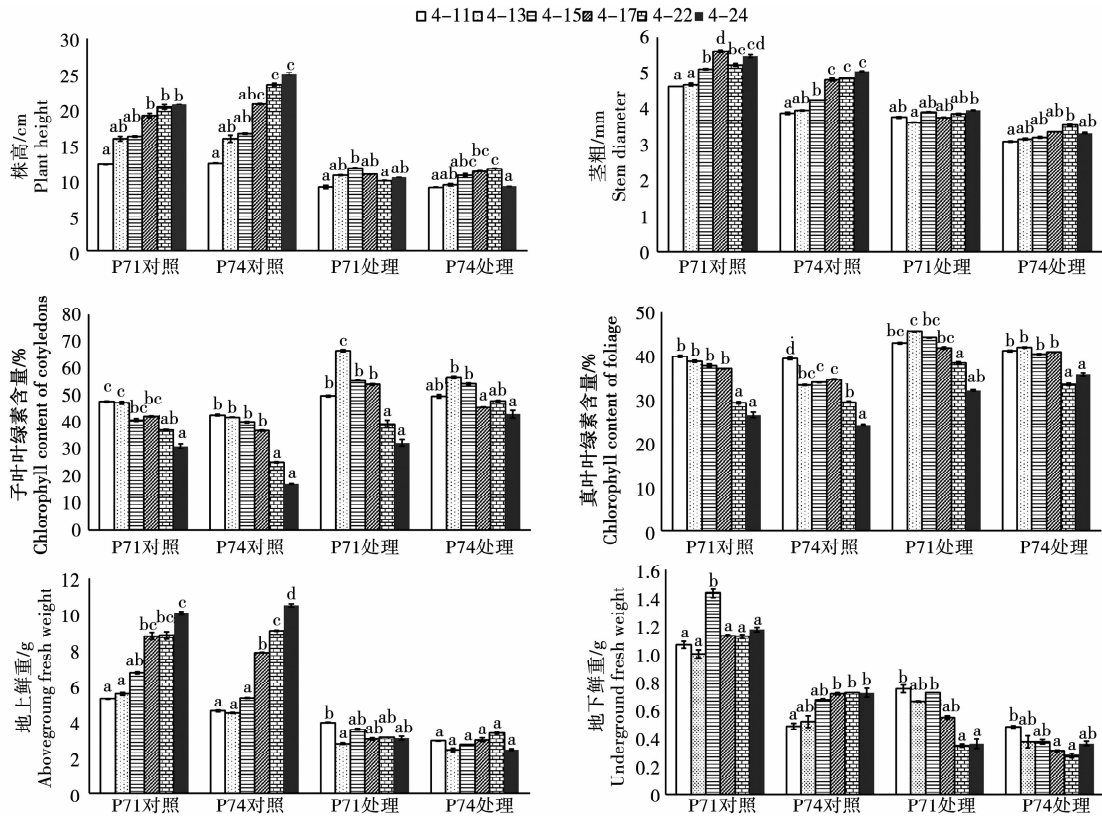 4-11 4-13 4-15 4-17 4-22 4-24
株高/cm
Plant height
30
25
20
15
10
5
0
a ab ab b b b
a ab ab abc c c
a ab b ab a ab
a ab abc bc c a
P71对照 P74对照 P71处理 P74处理
茎粗/mm
Stem diameter
6
5
4
3
2
1
0
a a b d bc cd
a ab b c c c
ab a ab ab ab b
a ab ab ab b ab
P71对照 P74对照 P71处理 P74处理
子叶叶绿素含量/%
Chlorophyll content of cotyledons
80
70
60
50
40
30
20
10
0
c c bc bc ab a
b b b b a a
b c b b a a
ab b b a ab a
P71对照 P74对照 P71处理 P74处理
真叶叶绿素含量/%
Chlorophyll content of foliage
50
40
30
20
10
0
b b b b a a
d bc c c b a
bc c bc bc a ab
b b b b a a
P71对照 P74对照 P71处理 P74处理
地上鲜重/g
Abovegroung fresh weight
12
10
8
6
4
2
0
a a ab bc bc c
a a a b c d
b a ab ab ab ab
a a a a a a
P71对照 P74对照 P71处理 P74处理
地下鲜重/g
Underground fresh weight
1.6
1.4
1.2
1.0
0.8
0.6
0.4
0.2
0
a a b a a a
a a ab b b b
b ab b ab a a
b ab ab a a ab
P71对照 P74对照 P71处理 P74处理